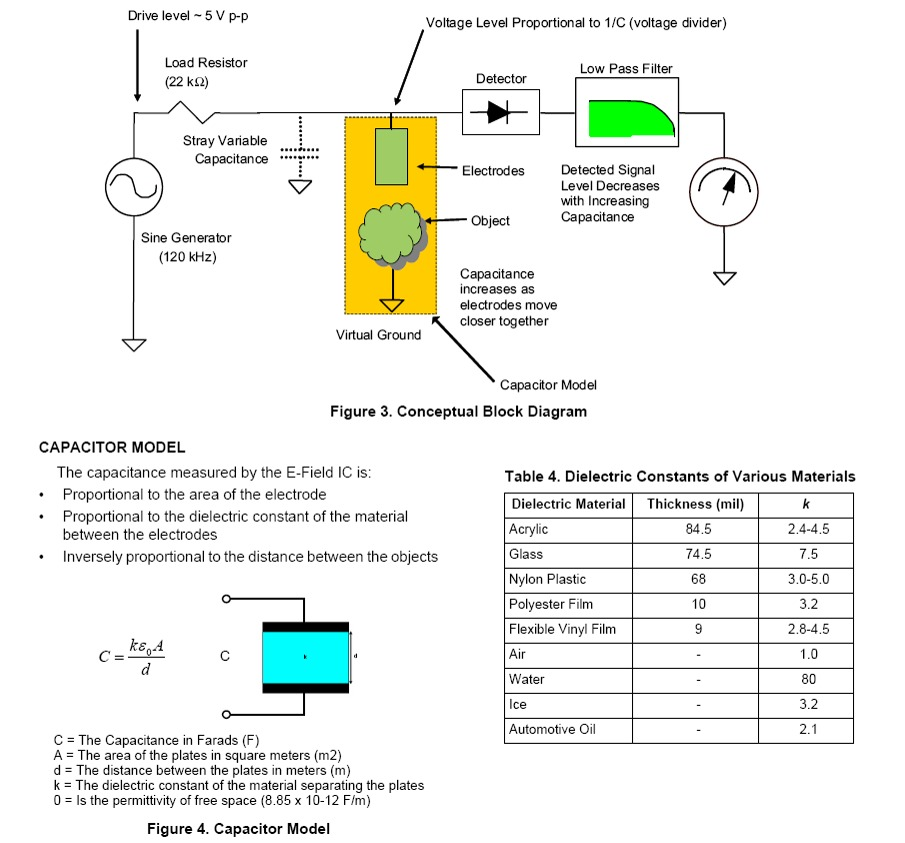 Drive level ~ 5 V p-p
Voltage Level Proportional to 1/C (voltage divider)
Load Resistor
(22 kΩ)
Detector
Low Pass Filter
Stray Variable
Capacitance
Electrodes
Detected Signal
Level Decreases
with Increasing
Capacitance
Object
Sine Generator
(120 kHz)
Capacitance
increases as
electrodes move
closer together
Virtual Ground
Capacitor Model
Figure 3. Conceptual Block Diagram
CAPACITOR MODEL
The capacitance measured by the E-Field IC is:
• Proportional to the area of the electrode
• Proportional to the dielectric constant of the material
between the electrodes
• Inversely proportional to the distance between the objects
C = kε₀A / d
C
k
d
C = The Capacitance in Farads (F)
A = The area of the plates in square meters (m2)
d = The distance between the plates in meters (m)
k = The dielectric constant of the material separating the plates
0 = Is the permittivity of free space (8.85 x 10-12 F/m)
Figure 4. Capacitor Model
Table 4. Dielectric Constants of Various Materials
Dielectric Material Thickness (mil) k
Acrylic 84.5 2.4-4.5
Glass 74.5 7.5
Nylon Plastic 68 3.0-5.0
Polyester Film 10 3.2
Flexible Vinyl Film 9 2.8-4.5
Air - 1.0
Water - 80
Ice - 3.2
Automotive Oil - 2.1